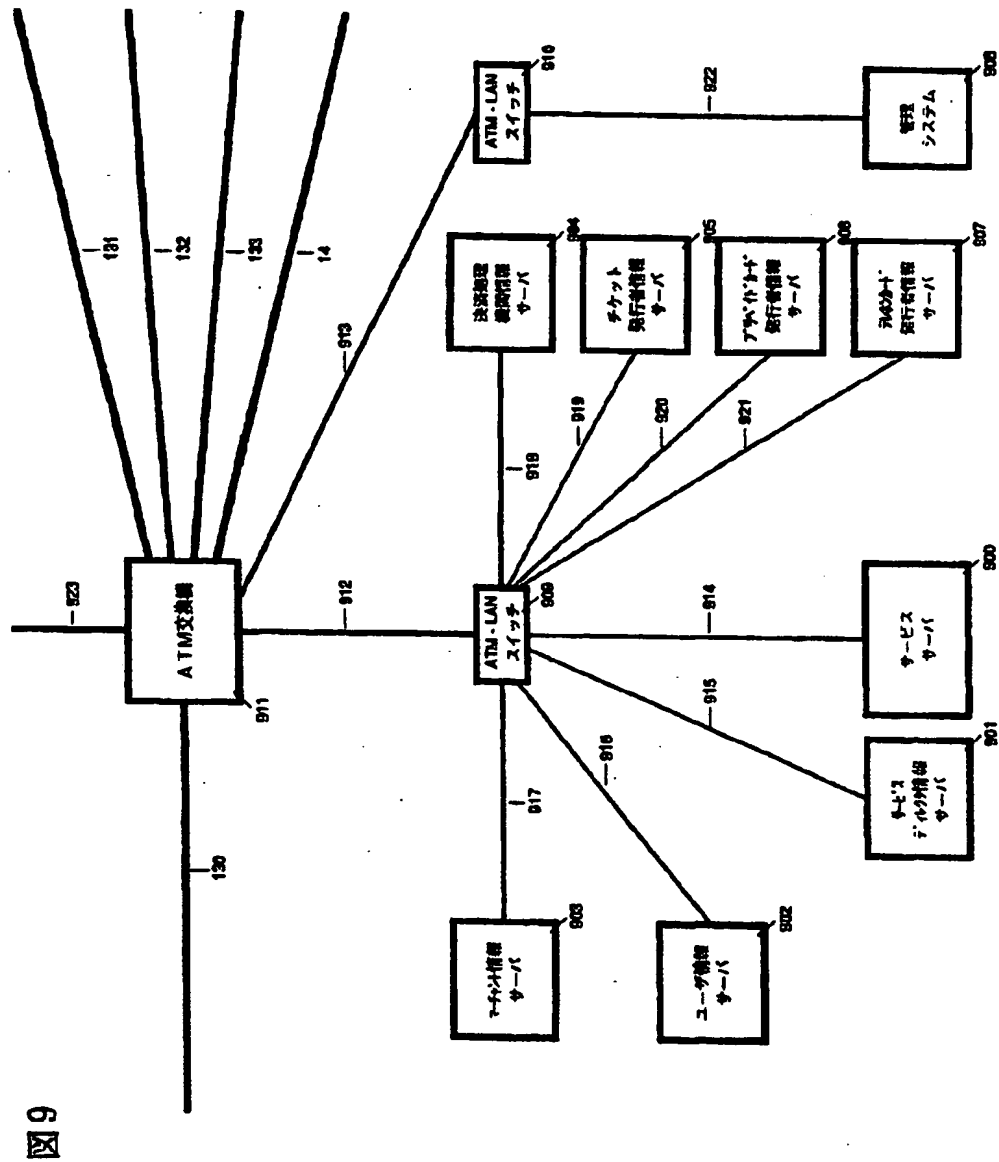 図9
923
ATM交換機
911
131
132
133
14
130
912
913
ATM・LAN
スイッチ
909
ATM・LAN
スイッチ
910
922
管理
システム
908
マーチャント情報
サーバ
903
917
ユーザ情報
サーバ
902
916
サービス
ディレクタ情報
サーバ
901
915
サービス
サーバ
900
914
918
決済処理
機関情報
サーバ
904
919
チケット
発行者情報
サーバ
905
920
プリペイドカード
発行者情報
サーバ
906
921
テレホンカード
発行者情報
サーバ
907